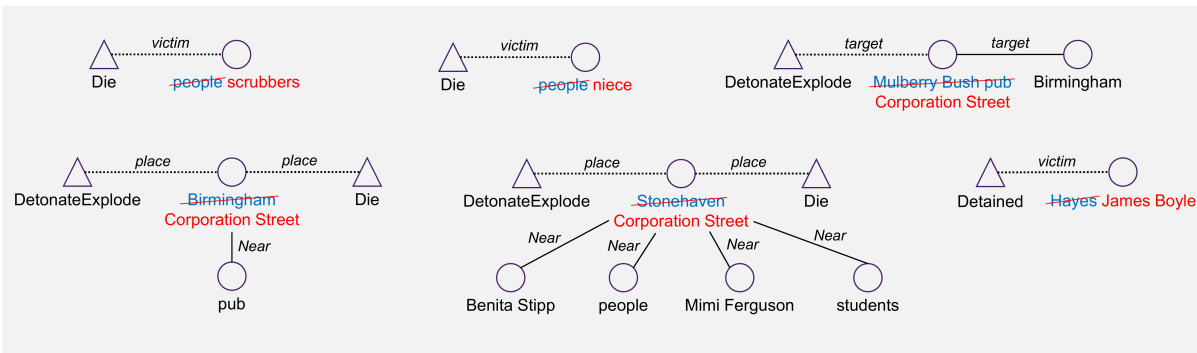 victim
Die
people scrubbers
victim
Die
people niece
target
target
DetonateExplode
Mulberry Bush pub
Corporation Street
Birmingham
place
place
DetonateExplode
Birmingham
Corporation Street
Die
Near
pub
place
place
DetonateExplode
Stonehaven
Corporation Street
Die
Near
Near
Near
Near
Benita Stipp
people
Mimi Ferguson
students
victim
Detained
Hayes James Boyle